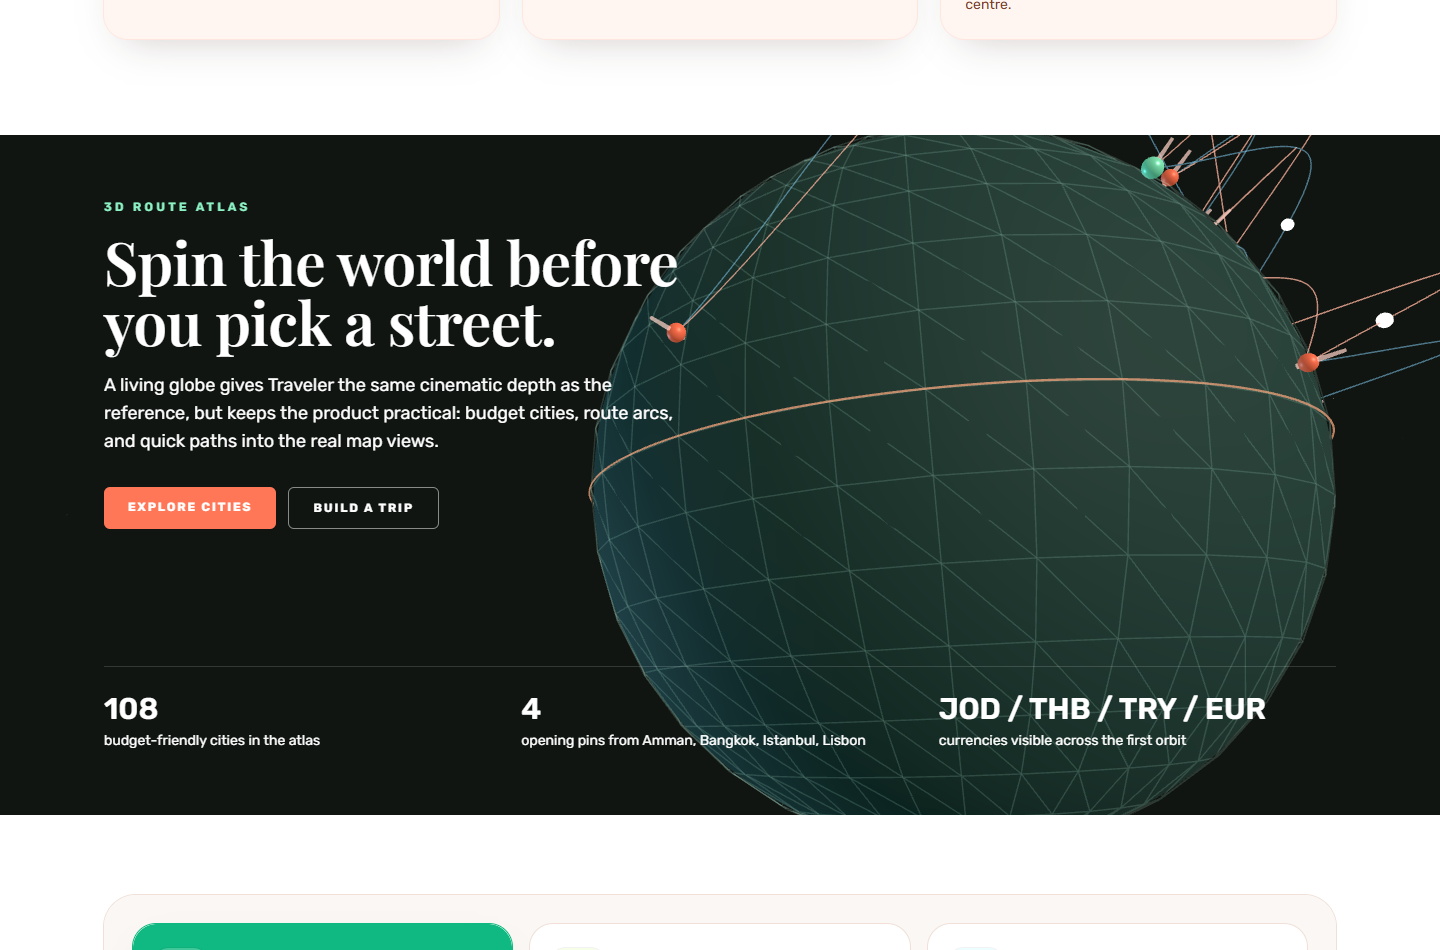 centre.
3D ROUTE ATLAS
Spin the world before
you pick a street.
A living globe gives Traveler the same cinematic depth as the
reference, but keeps the product practical: budget cities, route arcs,
and quick paths into the real map views.
EXPLORE CITIES
BUILD A TRIP
108
budget-friendly cities in the atlas
4
opening pins from Amman, Bangkok, Istanbul, Lisbon
JOD / THB / TRY / EUR
currencies visible across the first orbit